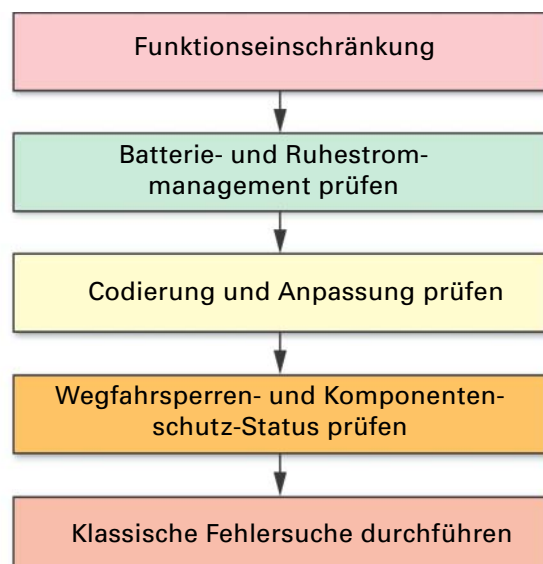 Funktionseinschränkung
Batterie- und Ruhestrom-
management prüfen
Codierung und Anpassung prüfen
Wegfahrsperren- und Komponenten-
schutz-Status prüfen
Klassische Fehlersuche durchführen